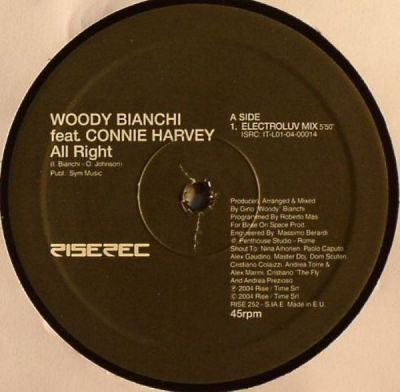 WOODY BIANCHI
feat. CONNIE HARVEY
All Right
(I. Bianchi - O. Johnson)
Publ.: Sym Music
A SIDE
1. ELECTROLUV MIX 5'50"
ISRC: IT-L01-04-00014
RISEREC
Producer, Arranged & Mixed
By Gino "Woody" Bianchi
Programmed By Roberto Mas
For Base On Space Prod.
Engineered By Massimo Berardi
@ Penthouse Studio - Rome
Shout To: Nina Aihonen, Paolo Caputo,
Alex Gaudino, Master Dbj, Dom Scuteri,
Cristiano Colaizzi, Andrea Torre &
Alex Marini, Cristiano "The Fly"
And Andrea Prezioso
℗ 2004 Rise / Time Srl
© 2004 Rise / Time Srl
RISE 252 - S.IA.E. Made in E.U.
45rpm